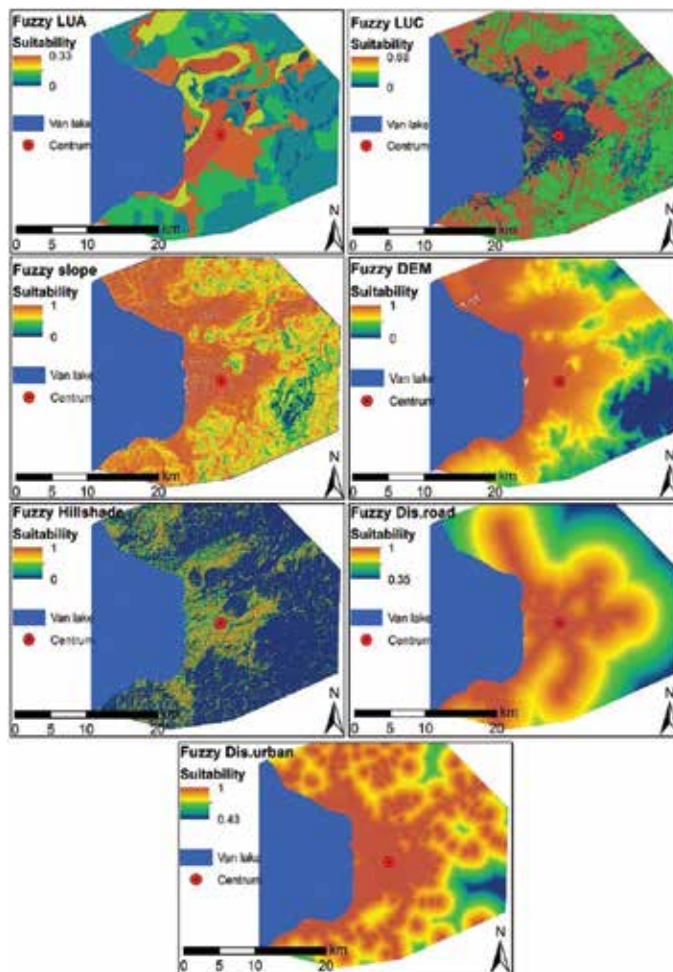 Fuzzy LUA
Suitability
0.33
0
Van lake
Centrum
N
km
0 5 10 20
Fuzzy LUC
Suitability
0.68
0
Van lake
Centrum
N
km
0 5 10 20
Fuzzy slope
Suitability
1
0
Van lake
Centrum
N
km
0 5 10 20
Fuzzy DEM
Suitability
1
0
Van lake
Centrum
N
km
0 5 10 20
Fuzzy Hillshade
Suitability
1
0
Van lake
Centrum
N
km
0 5 10 20
Fuzzy Dis.road
Suitability
1
0.35
Van lake
Centrum
N
km
0 5 10 20
Fuzzy Dis.urban
Suitability
1
0.43
Van lake
Centrum
N
km
0 5 10 20